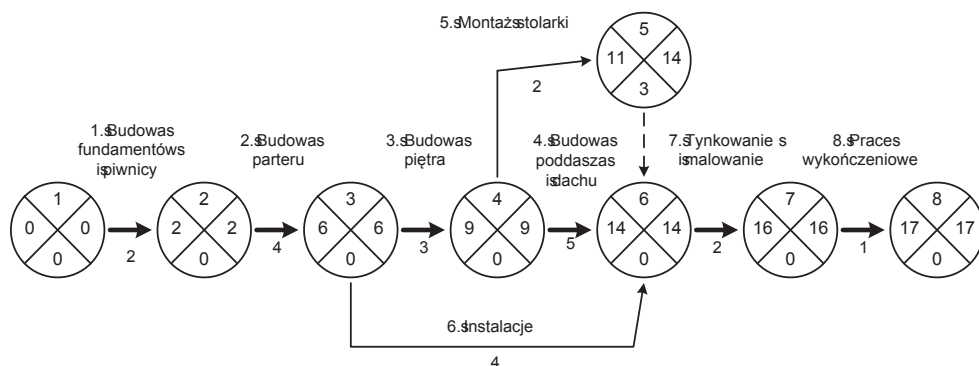 5.sMontażsstolarki
5
11 14
3
2
1.sBudowas
fundamentóws
ispiwnicy
2.sBudowas
parteru
3.sBudowas
piętra
4.sBudowas
poddaszas
isdachu
7.sTynkowanie s
ismalowanie
8.sPraces
wykończeniowe
1
0 0
0
2
2
2 2
0
4
3
6 6
0
3
4
9 9
0
5
6
14 14
0
2
7
16 16
0
1
8
17 17
0
6.sInstalacje
4